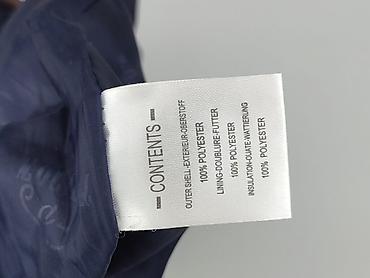 — CONTENTS —
OUTER SHELL-EXTERIEUR-OBERSTOFF
100% POLYESTER
LINING-DOUBLURE-FUTTER
100% POLYESTER
INSULATION-OUATE-WATTIERUNG
100% POLYESTER